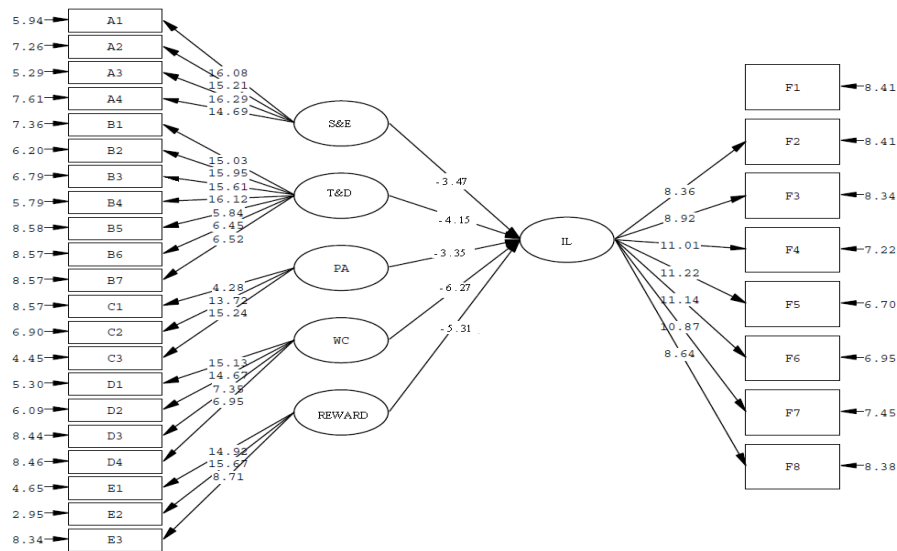 5.94 A1
7.26 A2
5.29 A3
7.61 A4
7.36 B1
6.20 B2
6.79 B3
5.79 B4
8.58 B5
8.57 B6
8.57 B7
8.57 C1
6.90 C2
4.45 C3
5.30 D1
6.09 D2
8.44 D3
8.46 D4
4.65 E1
2.95 E2
8.34 E3
16.08
15.21
16.29
14.69
15.03
15.95
15.61
16.12
5.84
6.45
6.52
4.28
13.72
15.24
15.13
14.67
7.35
6.95
14.92
15.67
8.71
S&E
T&D
PA
WC
REWARD
-3.47
-4.15
-3.35
-6.27
-5.31
IL
8.36
8.92
11.01
11.22
11.14
10.87
8.64
F1 8.41
F2 8.41
F3 8.34
F4 7.22
F5 6.70
F6 6.95
F7 7.45
F8 8.38